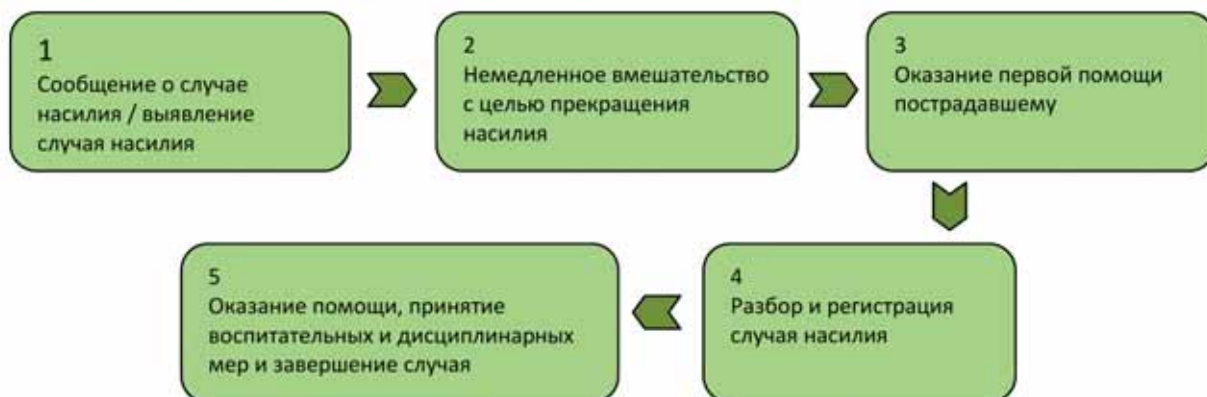 1
Сообщение о случае
насилия / выявление
случая насилия
2
Немедленное вмешательство
с целью прекращения
насилия
3
Оказание первой помощи
пострадавшему
4
Разбор и регистрация
случая насилия
5
Оказание помощи, принятие
воспитательных и дисциплинарных
мер и завершение случая